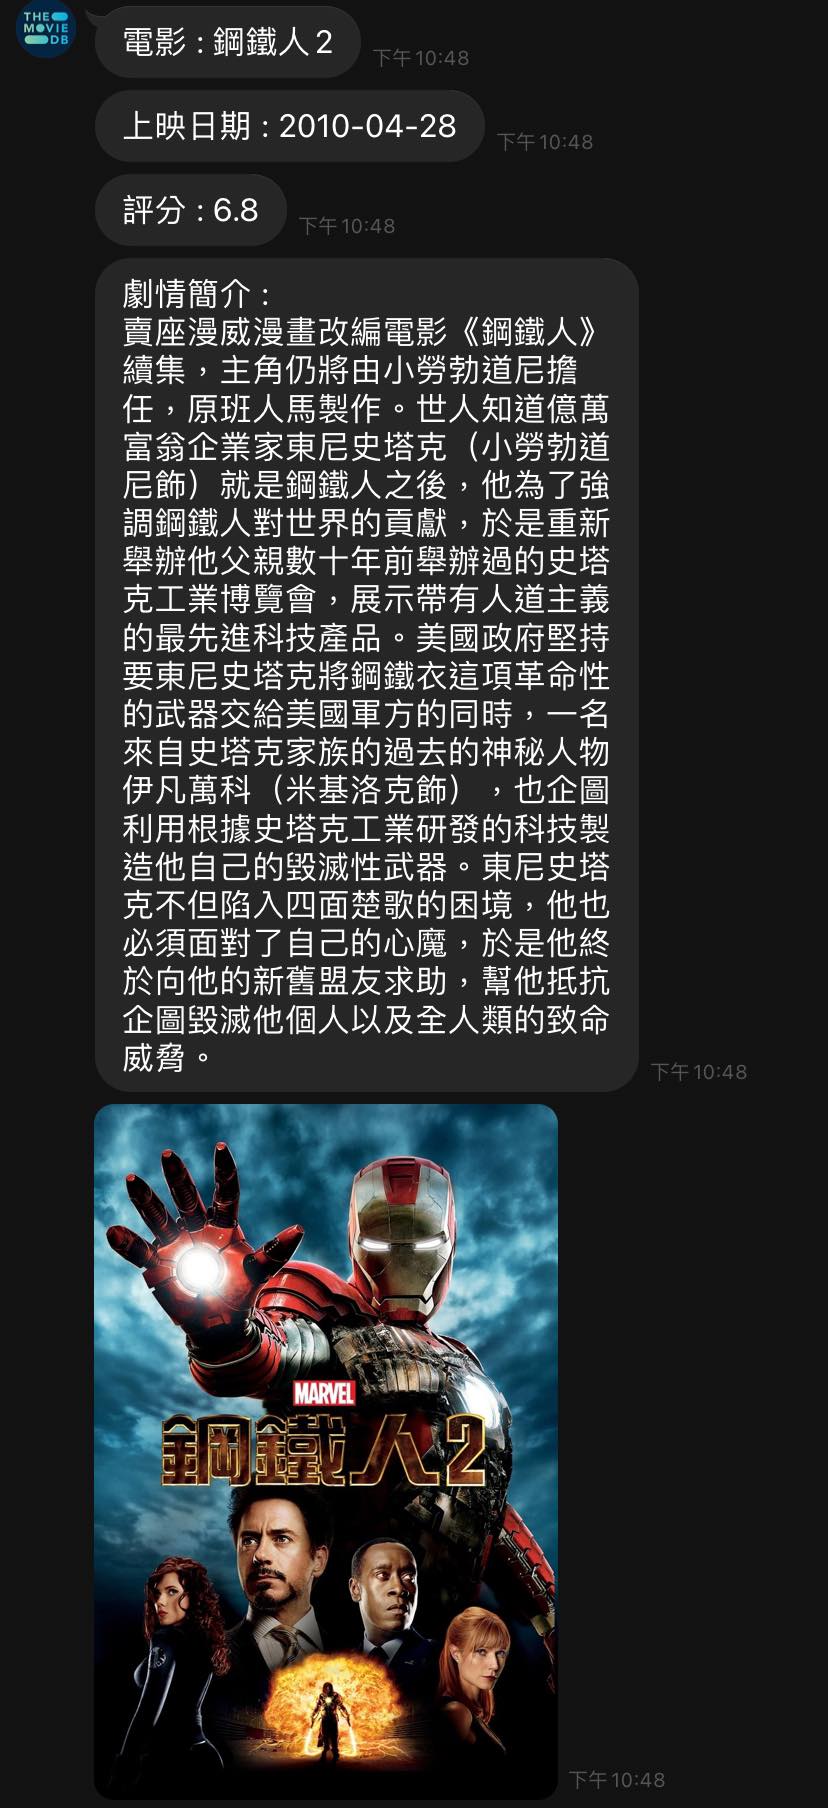 THE
MOVIE
DB
電影 : 鋼鐵人 2
下午 10:48
上映日期 : 2010-04-28
下午 10:48
評分 : 6.8
下午 10:48
劇情簡介 :
賣座漫威漫畫改編電影《鋼鐵人》
續集，主角仍將由小勞勃道尼擔
任，原班人馬製作。世人知道億萬
富翁企業家東尼史塔克（小勞勃道
尼飾）就是鋼鐵人之後，他為了強
調鋼鐵人對世界的貢獻，於是重新
舉辦他父親數十年前舉辦過的史塔
克工業博覽會，展示帶有人道主義
的最先進科技產品。美國政府堅持
要東尼史塔克將鋼鐵衣這項革命性
的武器交給美國軍方的同時，一名
來自史塔克家族的過去的神秘人物
伊凡萬科（米基洛克飾），也企圖
利用根據史塔克工業研發的科技製
造他自己的毀滅性武器。東尼史塔
克不但陷入四面楚歌的困境，他也
必須面對了自己的心魔，於是他終
於向他的新舊盟友求助，幫他抵抗
企圖毀滅他個人以及全人類的致命
威脅。
下午 10:48
MARVEL
鋼鐵人2
下午 10:48